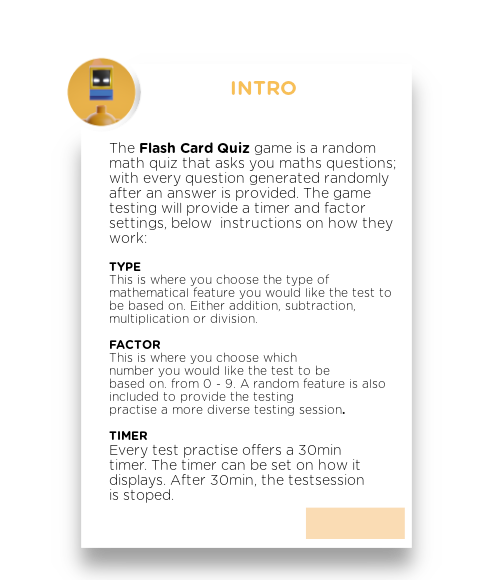 INTRO
The Flash Card Quiz game is a random
math quiz that asks you maths questions;
with every question generated randomly
after an answer is provided. The game
testing will provide a timer and factor
settings, below  instructions on how they
work:
TYPE
This is where you choose the type of
mathematical feature you would like the test to
be based on. Either addition, subtraction,
multiplication or division.
FACTOR
This is where you choose which
number you would like the test to be
based on. from 0 - 9. A random feature is also
included to provide the testing
practise a more diverse testing session.
TIMER
Every test practise offers a 30min
timer. The timer can be set on how it
displays. After 30min, the testsession
is stoped.